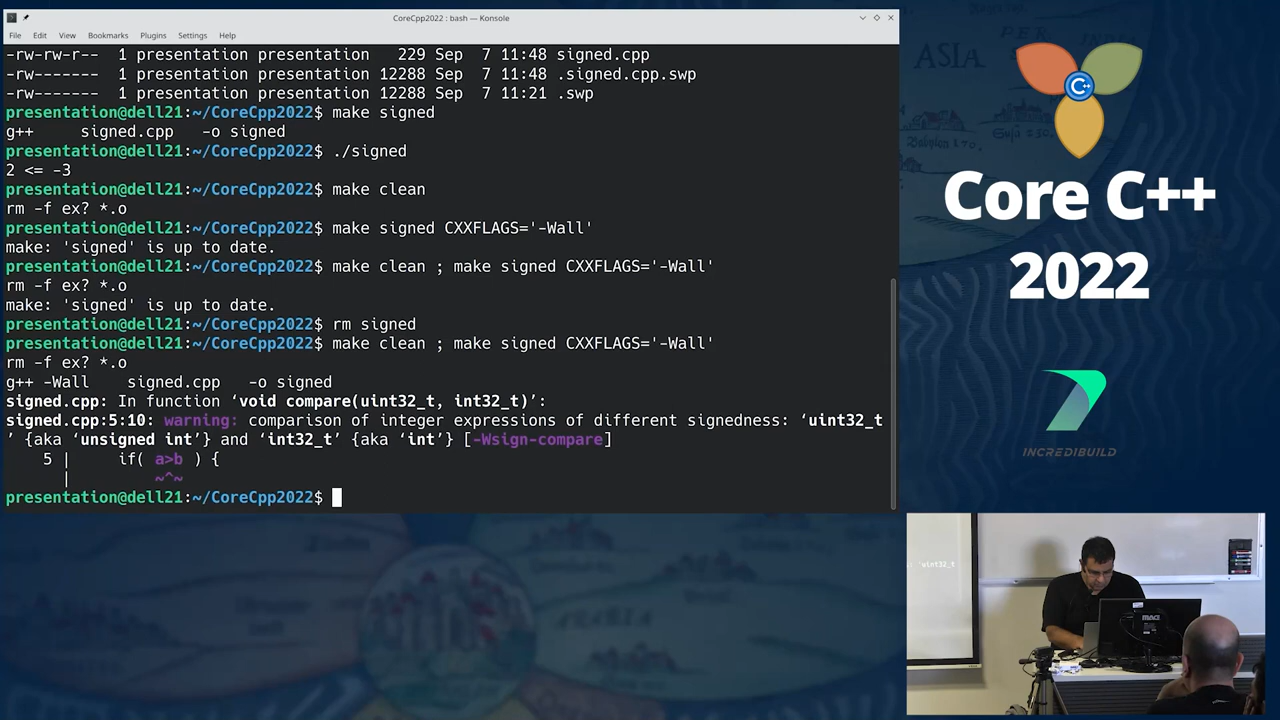 CoreCpp2022 : bash — Konsole
File Edit View Bookmarks Plugins Settings Help
-rw-rw-r-- 1 presentation presentation 229 Sep 7 11:48 signed.cpp
-rw------- 1 presentation presentation 12288 Sep 7 11:48 .signed.cpp.swp
-rw------- 1 presentation presentation 12288 Sep 7 11:21 .swp
presentation@dell21:~/CoreCpp2022$ make signed
g++ signed.cpp -o signed
presentation@dell21:~/CoreCpp2022$ ./signed
2 <= -3
presentation@dell21:~/CoreCpp2022$ make clean
rm -f ex? *.o
presentation@dell21:~/CoreCpp2022$ make signed CXXFLAGS='-Wall'
make: 'signed' is up to date.
presentation@dell21:~/CoreCpp2022$ make clean ; make signed CXXFLAGS='-Wall'
rm -f ex? *.o
make: 'signed' is up to date.
presentation@dell21:~/CoreCpp2022$ rm signed
presentation@dell21:~/CoreCpp2022$ make clean ; make signed CXXFLAGS='-Wall'
rm -f ex? *.o
g++ -Wall signed.cpp -o signed
signed.cpp: In function ‘void compare(uint32_t, int32_t)’:
signed.cpp:5:10: warning: comparison of integer expressions of different signedness: ‘uint32_t
’ {aka ‘unsigned int’} and ‘int32_t’ {aka ‘int’} [-Wsign-compare]
5 | if( a>b ) {
| ~^~
presentation@dell21:~/CoreCpp2022$
ASIA
PER
INDIA
Babylon
C++
Core C++
2022
INCREDIBUILD
'uint32_t